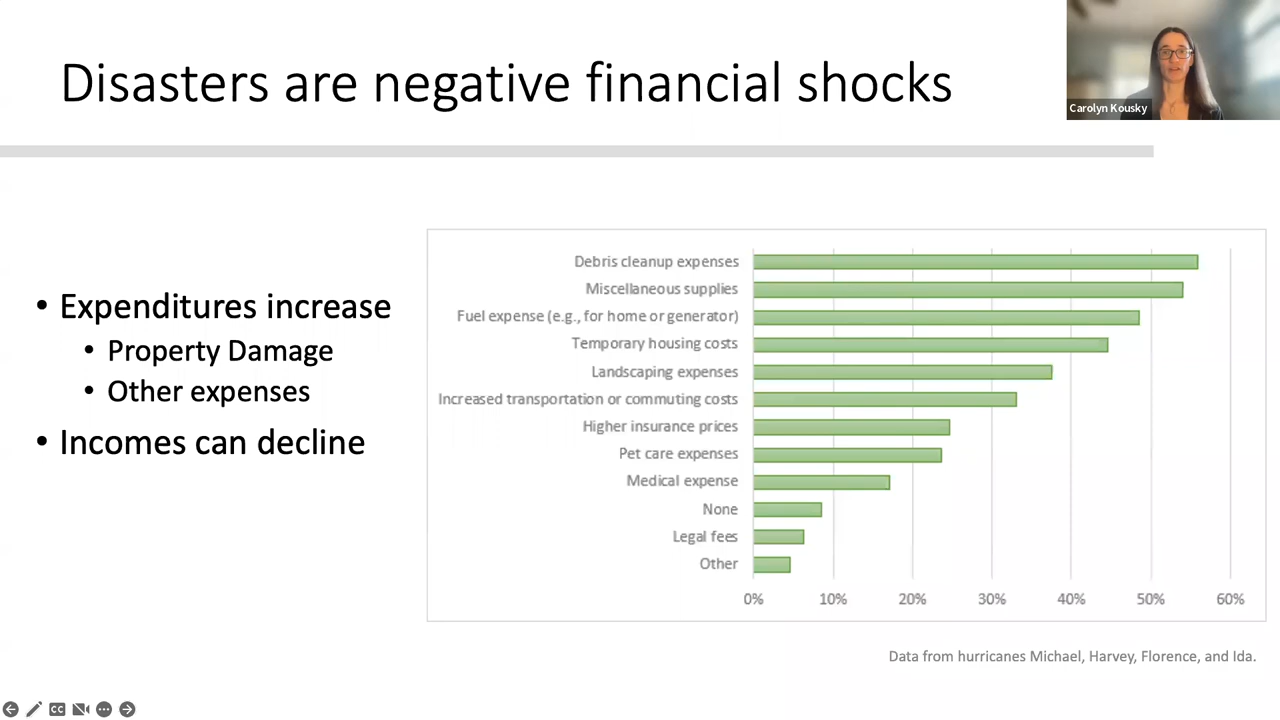 Disasters are negative financial shocks
Carolyn Kousky
• Expenditures increase
• Property Damage
• Other expenses
• Incomes can decline
Debris cleanup expenses
Miscellaneous supplies
Fuel expense (e.g., for home or generator)
Temporary housing costs
Landscaping expenses
Increased transportation or commuting costs
Higher insurance prices
Pet care expenses
Medical expense
None
Legal fees
Other
0% 10% 20% 30% 40% 50% 60%
Data from hurricanes Michael, Harvey, Florence, and Ida.
CC